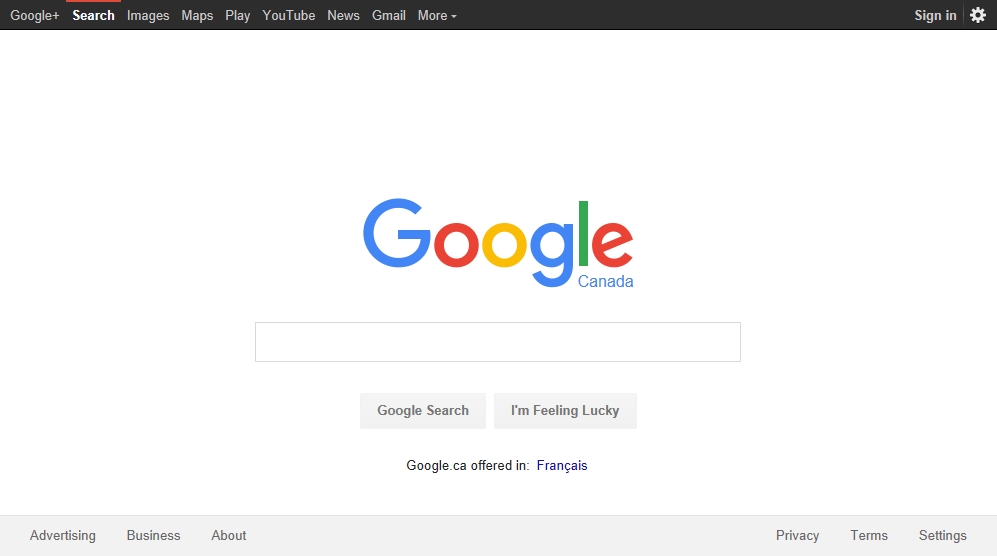 Google+ Search Images Maps Play YouTube News Gmail More Sign in
Google
Canada
Google Search I'm Feeling Lucky
Google.ca offered in: Français
Advertising Business About Privacy Terms Settings